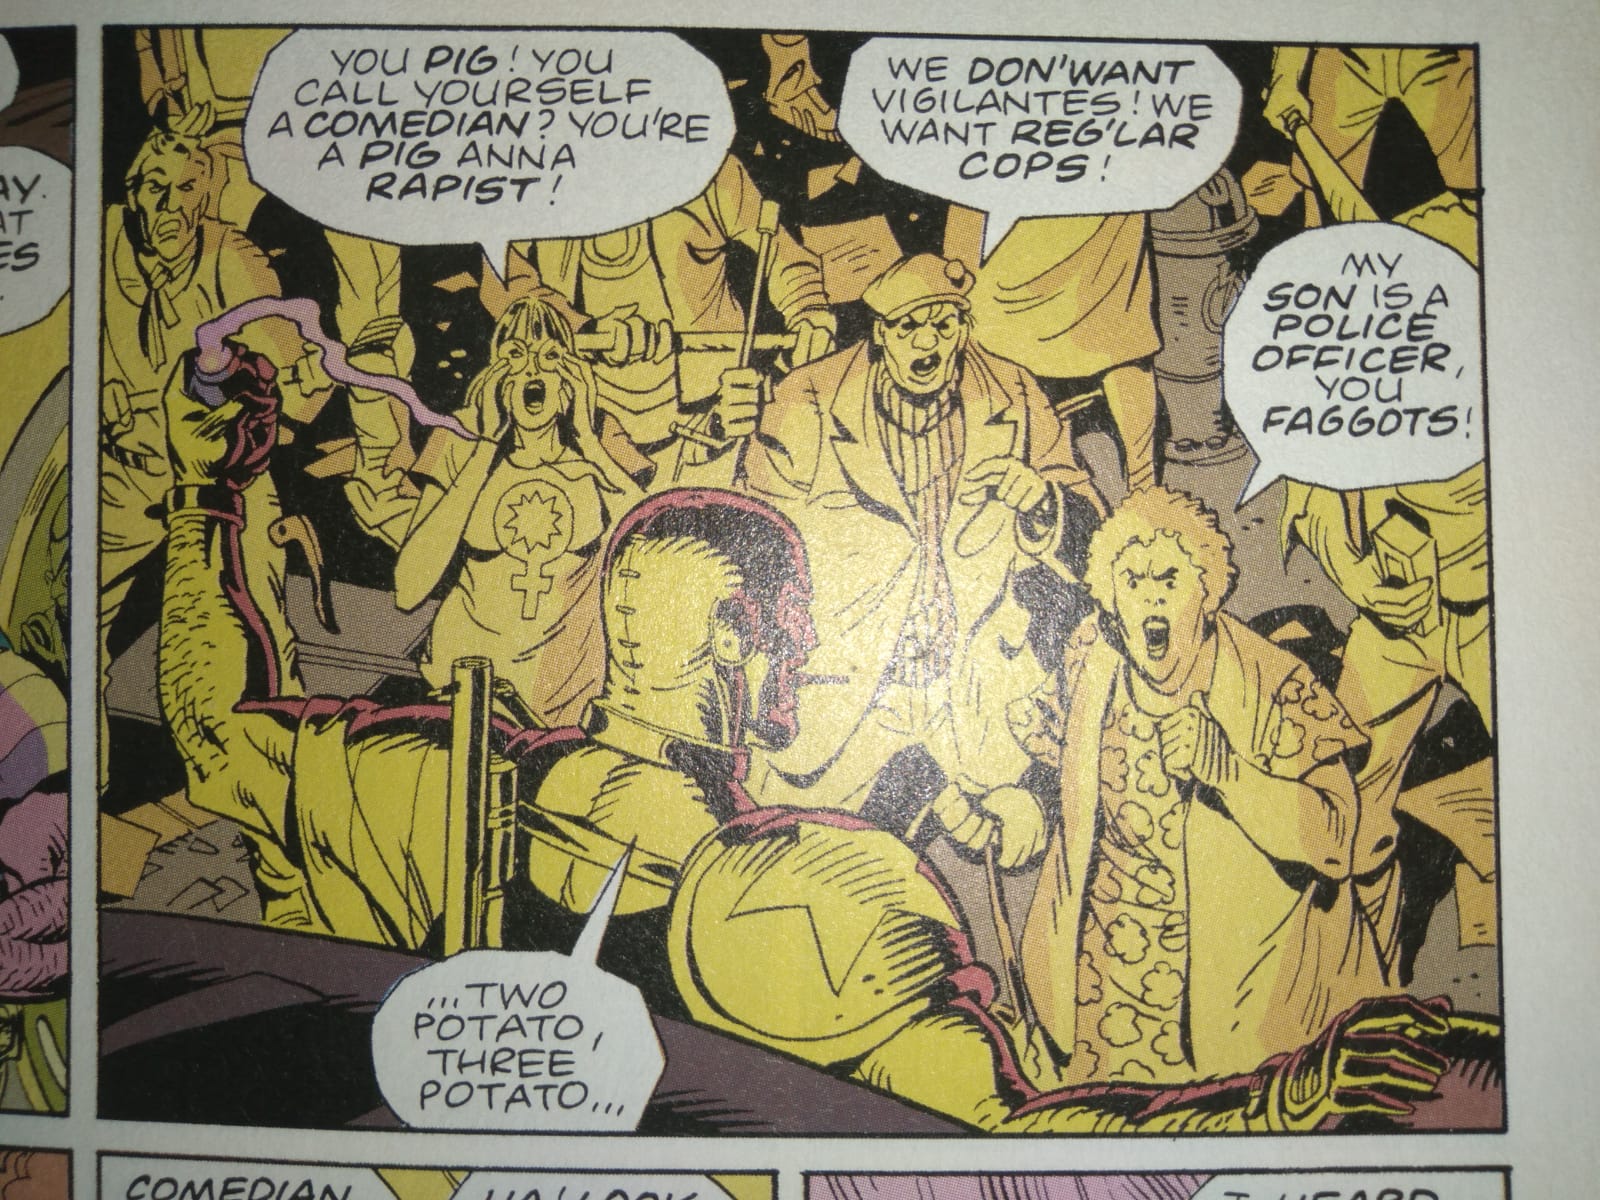 YOU PIG! YOU
CALL YOURSELF
A COMEDIAN? YOU'RE
A PIG ANNA
RAPIST!
WE DON'WANT
VIGILANTES! WE
WANT REG'LAR
COPS!
MY
SON IS A
POLICE
OFFICER,
YOU
FAGGOTS!
...TWO
POTATO,
THREE
POTATO...
COMEDIAN
I HEARD